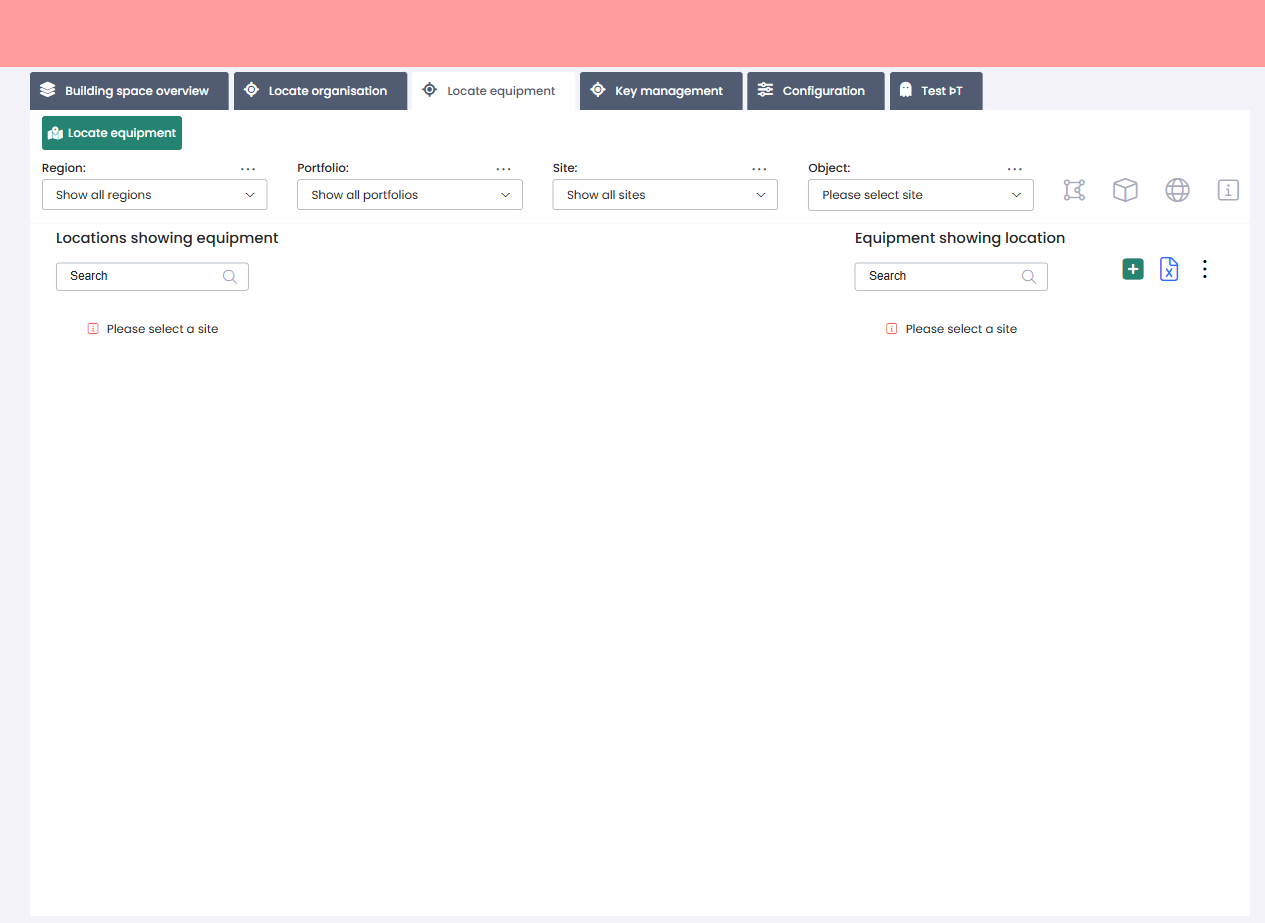 Building space overview
Locate organisation
Locate equipment
Key management
Configuration
Test ÞT
Locate equipment
Region:
Portfolio:
Site:
Object:
Show all regions
Show all portfolios
Show all sites
Please select site
Locations showing equipment
Equipment showing location
Search
Search
Please select a site
Please select a site